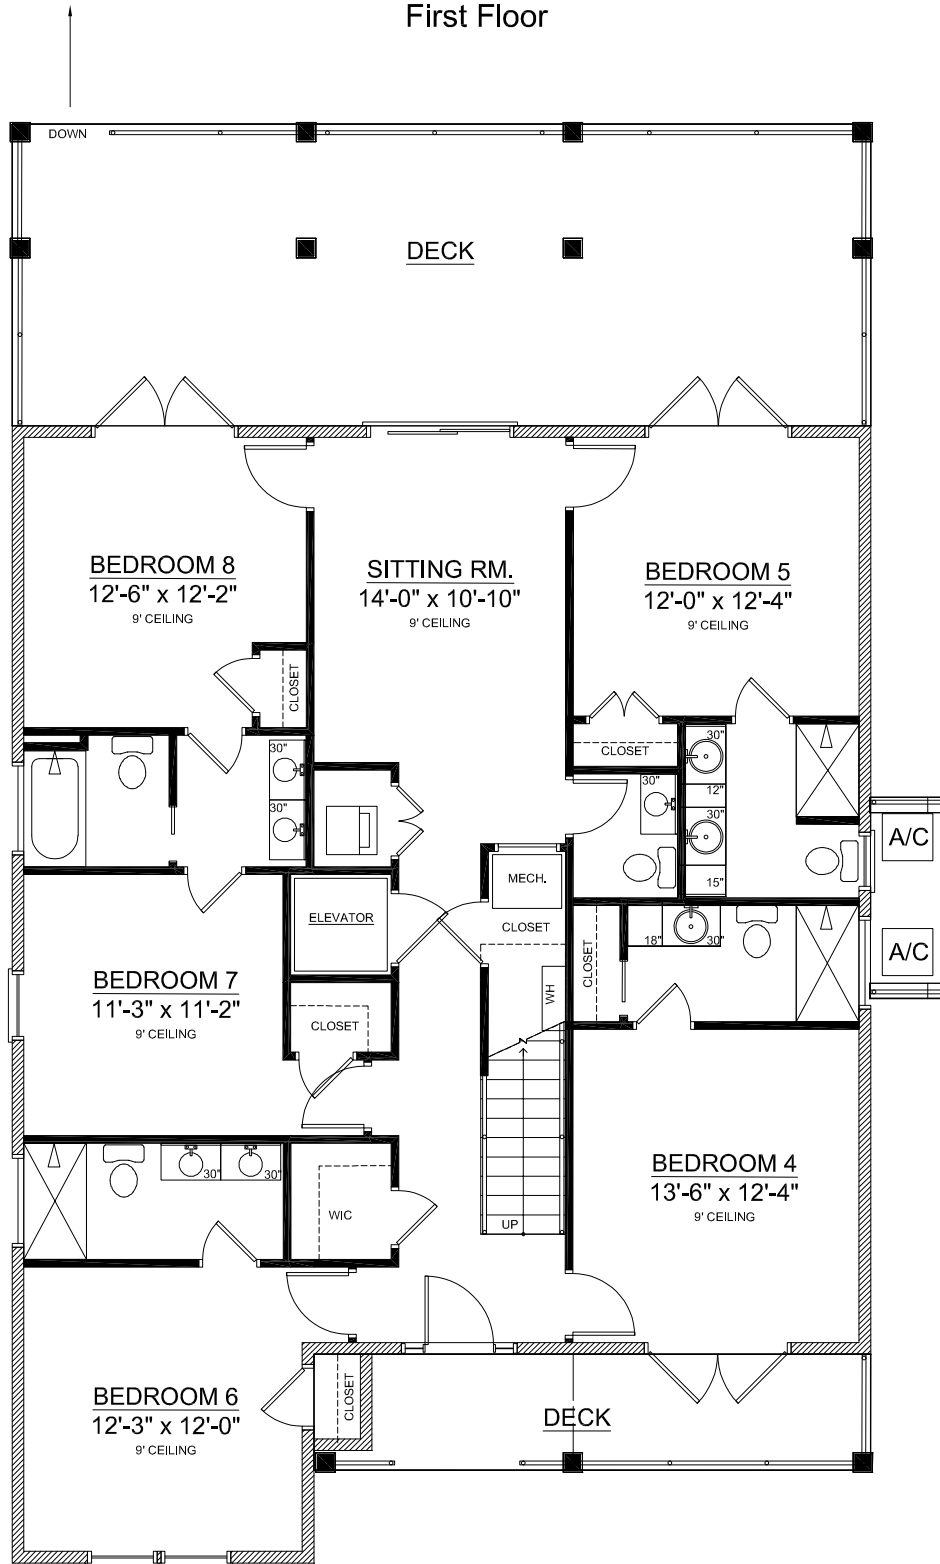 First Floor
DOWN
DECK
BEDROOM 8
12'-6" x 12'-2"
9' CEILING
SITTING RM.
14'-0" x 10'-10"
9' CEILING
BEDROOM 5
12'-0" x 12'-4"
9' CEILING
CLOSET
CLOSET
30"
30"
30"
30"
12"
30"
15"
A/C
MECH.
ELEVATOR
CLOSET
18"
30"
CLOSET
A/C
BEDROOM 7
11'-3" x 11'-2"
9' CEILING
WH
CLOSET
BEDROOM 4
13'-6" x 12'-4"
9' CEILING
30"
30"
WIC
UP
BEDROOM 6
12'-3" x 12'-0"
9' CEILING
CLOSET
DECK